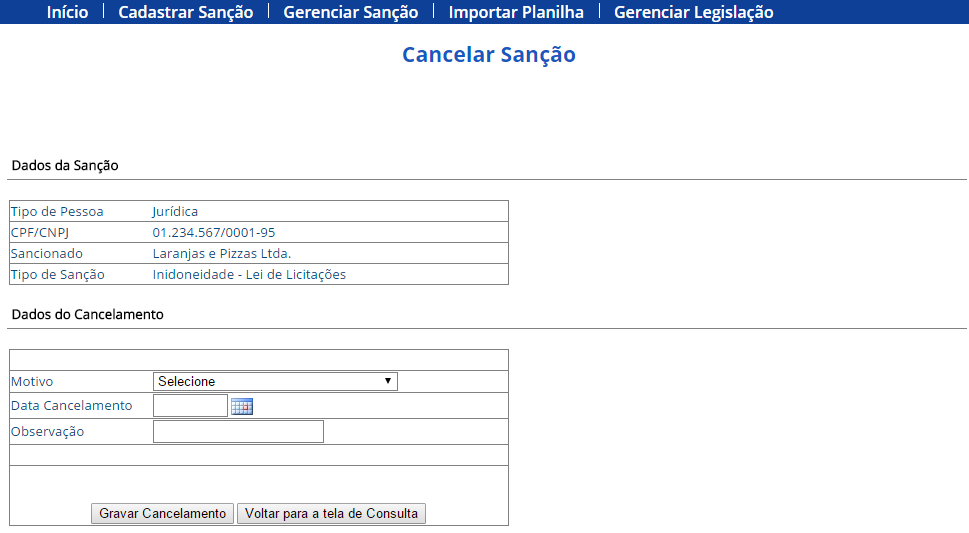 Início Cadastrar Sanção Gerenciar Sanção Importar Planilha Gerenciar Legislação
Cancelar Sanção
Dados da Sanção
Tipo de Pessoa Jurídica
CPF/CNPJ 01.234.567/0001-95
Sancionado Laranjas e Pizzas Ltda.
Tipo de Sanção Inidoneidade - Lei de Licitações
Dados do Cancelamento
Motivo Selecione
Data Cancelamento
Observação
Gravar Cancelamento Voltar para a tela de Consulta